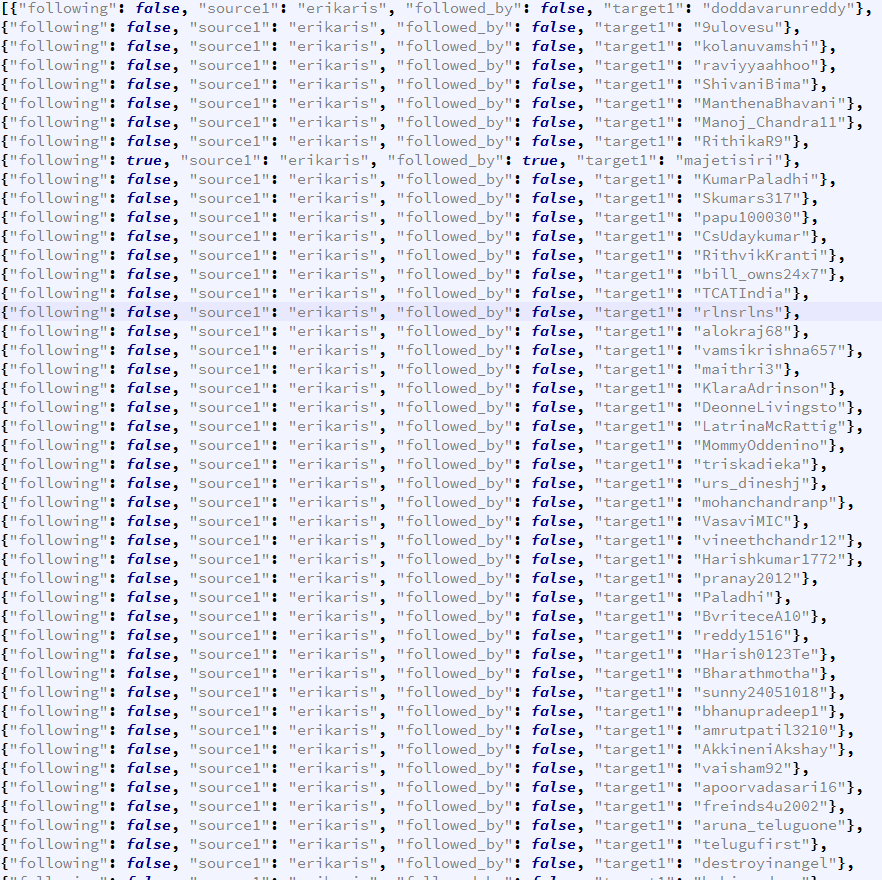 [{"following": false, "source1": "erikaris", "followed_by": false, "target1": "doddavarunreddy"},
{"following": false, "source1": "erikaris", "followed_by": false, "target1": "9ulovesu"},
{"following": false, "source1": "erikaris", "followed_by": false, "target1": "kolanuvamshi"},
{"following": false, "source1": "erikaris", "followed_by": false, "target1": "raviyyaahhoo"},
{"following": false, "source1": "erikaris", "followed_by": false, "target1": "ShivaniBima"},
{"following": false, "source1": "erikaris", "followed_by": false, "target1": "ManthenaBhavani"},
{"following": false, "source1": "erikaris", "followed_by": false, "target1": "Manoj_Chandra11"},
{"following": false, "source1": "erikaris", "followed_by": false, "target1": "RithikaR9"},
{"following": true, "source1": "erikaris", "followed_by": true, "target1": "majetisiri"},
{"following": false, "source1": "erikaris", "followed_by": false, "target1": "KumarPaladhi"},
{"following": false, "source1": "erikaris", "followed_by": false, "target1": "Skumars317"},
{"following": false, "source1": "erikaris", "followed_by": false, "target1": "papu100030"},
{"following": false, "source1": "erikaris", "followed_by": false, "target1": "CsUdaykumar"},
{"following": false, "source1": "erikaris", "followed_by": false, "target1": "RithvikKranti"},
{"following": false, "source1": "erikaris", "followed_by": false, "target1": "bill_owns24x7"},
{"following": false, "source1": "erikaris", "followed_by": false, "target1": "TCATIndia"},
{"following": false, "source1": "erikaris", "followed_by": false, "target1": "rlnsrlns"},
{"following": false, "source1": "erikaris", "followed_by": false, "target1": "alokraj68"},
{"following": false, "source1": "erikaris", "followed_by": false, "target1": "vamsikrishna657"},
{"following": false, "source1": "erikaris", "followed_by": false, "target1": "maithri3"},
{"following": false, "source1": "erikaris", "followed_by": false, "target1": "KlaraAdrinson"},
{"following": false, "source1": "erikaris", "followed_by": false, "target1": "DeonneLivingsto"},
{"following": false, "source1": "erikaris", "followed_by": false, "target1": "LatrinaMcRattig"},
{"following": false, "source1": "erikaris", "followed_by": false, "target1": "MommyOddenino"},
{"following": false, "source1": "erikaris", "followed_by": false, "target1": "triskadieka"},
{"following": false, "source1": "erikaris", "followed_by": false, "target1": "urs_dineshj"},
{"following": false, "source1": "erikaris", "followed_by": false, "target1": "mohanchandranp"},
{"following": false, "source1": "erikaris", "followed_by": false, "target1": "VasaviMIC"},
{"following": false, "source1": "erikaris", "followed_by": false, "target1": "vineethchandr12"},
{"following": false, "source1": "erikaris", "followed_by": false, "target1": "Harishkumar1772"},
{"following": false, "source1": "erikaris", "followed_by": false, "target1": "pranay2012"},
{"following": false, "source1": "erikaris", "followed_by": false, "target1": "Paladhi"},
{"following": false, "source1": "erikaris", "followed_by": false, "target1": "BvriteceA10"},
{"following": false, "source1": "erikaris", "followed_by": false, "target1": "reddy1516"},
{"following": false, "source1": "erikaris", "followed_by": false, "target1": "Harish0123Te"},
{"following": false, "source1": "erikaris", "followed_by": false, "target1": "Bharathmotha"},
{"following": false, "source1": "erikaris", "followed_by": false, "target1": "sunny24051018"},
{"following": false, "source1": "erikaris", "followed_by": false, "target1": "bhanupradeep1"},
{"following": false, "source1": "erikaris", "followed_by": false, "target1": "amrutpatil3210"},
{"following": false, "source1": "erikaris", "followed_by": false, "target1": "AkkineniAkshay"},
{"following": false, "source1": "erikaris", "followed_by": false, "target1": "vaisham92"},
{"following": false, "source1": "erikaris", "followed_by": false, "target1": "apoorvadasari16"},
{"following": false, "source1": "erikaris", "followed_by": false, "target1": "freinds4u2002"},
{"following": false, "source1": "erikaris", "followed_by": false, "target1": "aruna_teluguone"},
{"following": false, "source1": "erikaris", "followed_by": false, "target1": "telugufirst"},
{"following": false, "source1": "erikaris", "followed_by": false, "target1": "destroyinangel"},